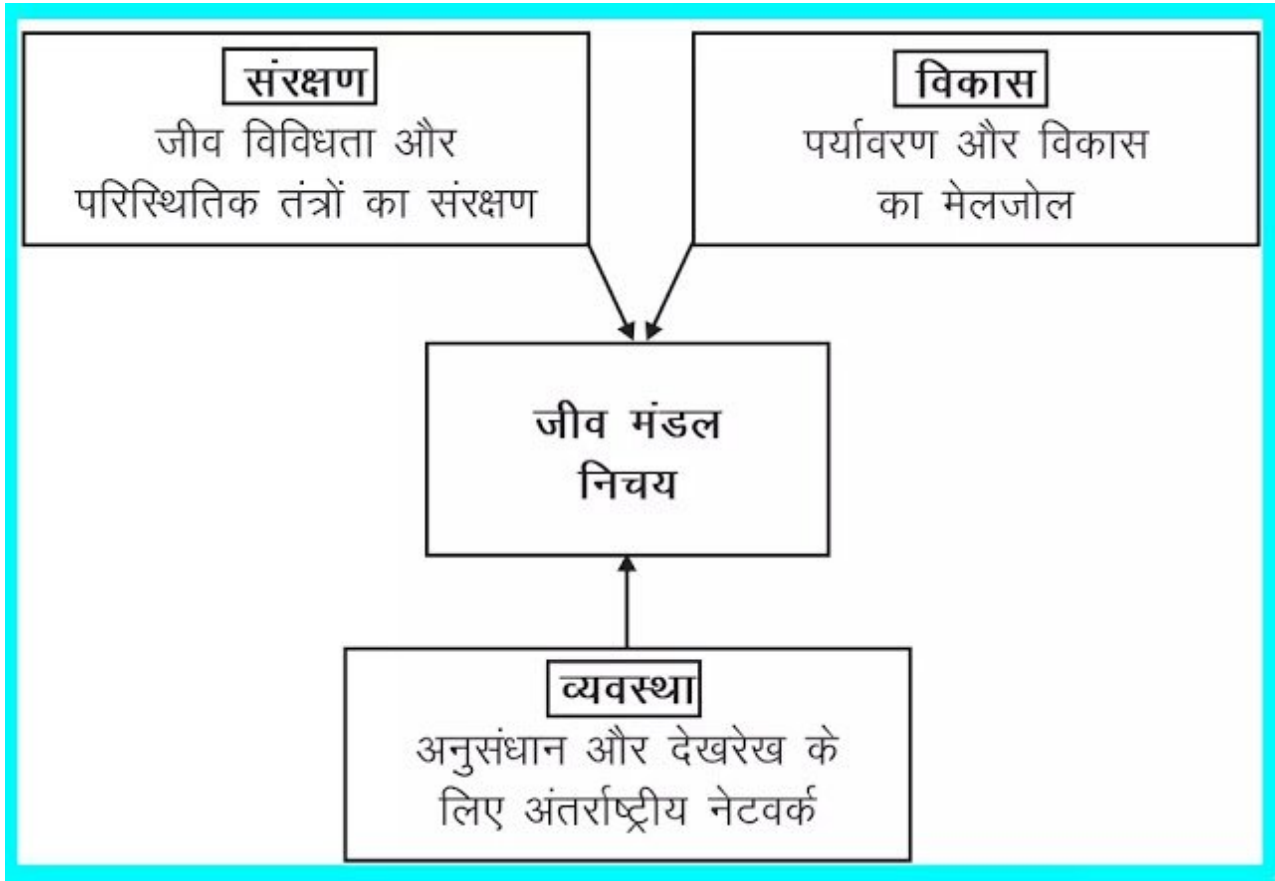 संरक्षण
जीव विविधता और
परिस्थितिक तंत्रों का संरक्षण
विकास
पर्यावरण और विकास
का मेलजोल
जीव मंडल
निचय
व्यवस्था
अनुसंधान और देखरेख के
लिए अंतर्राष्ट्रीय नेटवर्क